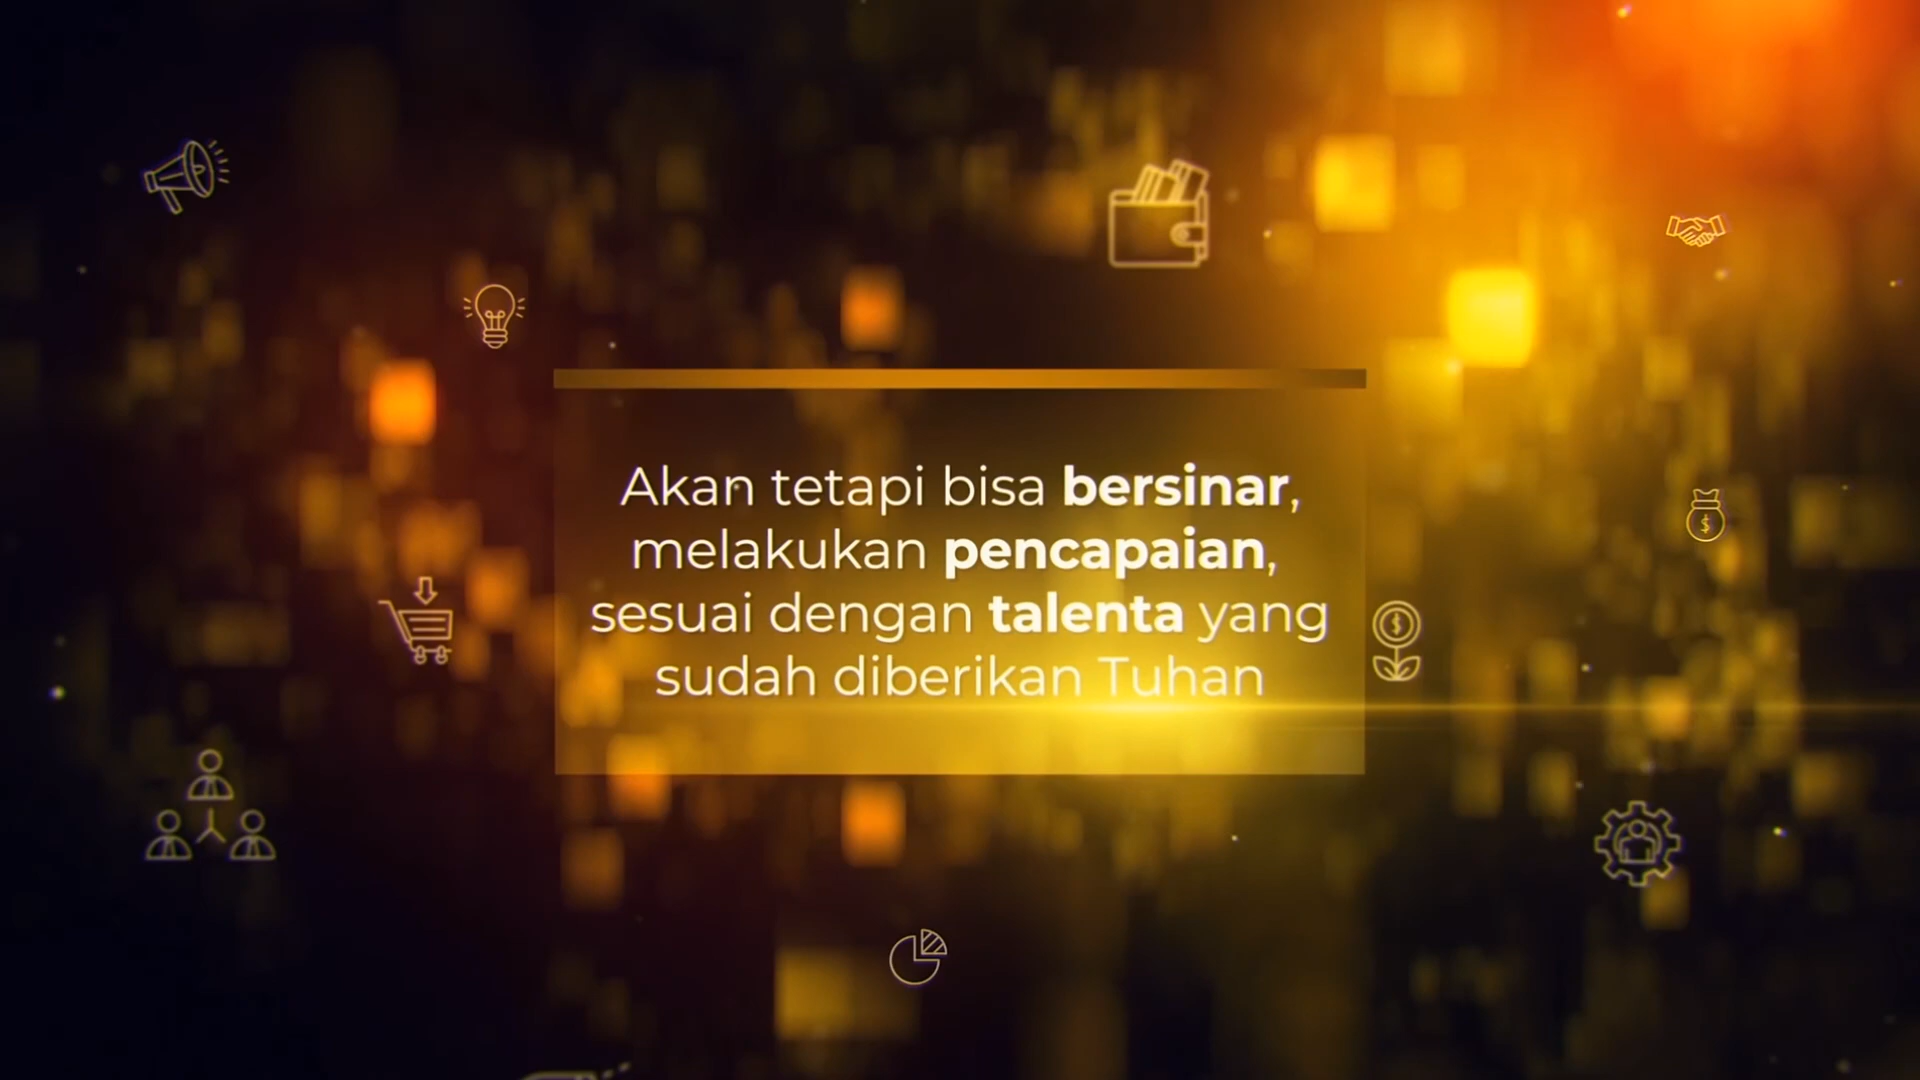 Akan tetapi bisa bersinar,
melakukan pencapaian,
sesuai dengan talenta yang
sudah diberikan Tuhan